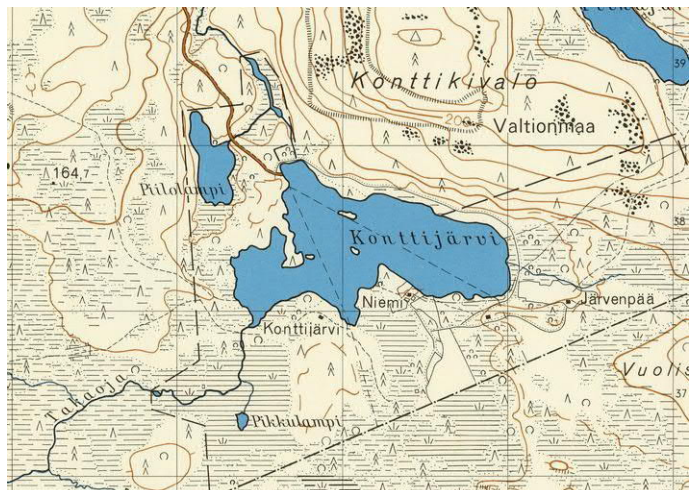 Konttikivalo
39
200
Valtionmaa
164,7
Piilolampi
38
Konttijärvi
Niemi
Järvenpää
Konttijärvi
Vuolis
37
Takaoja
Pikkulampi